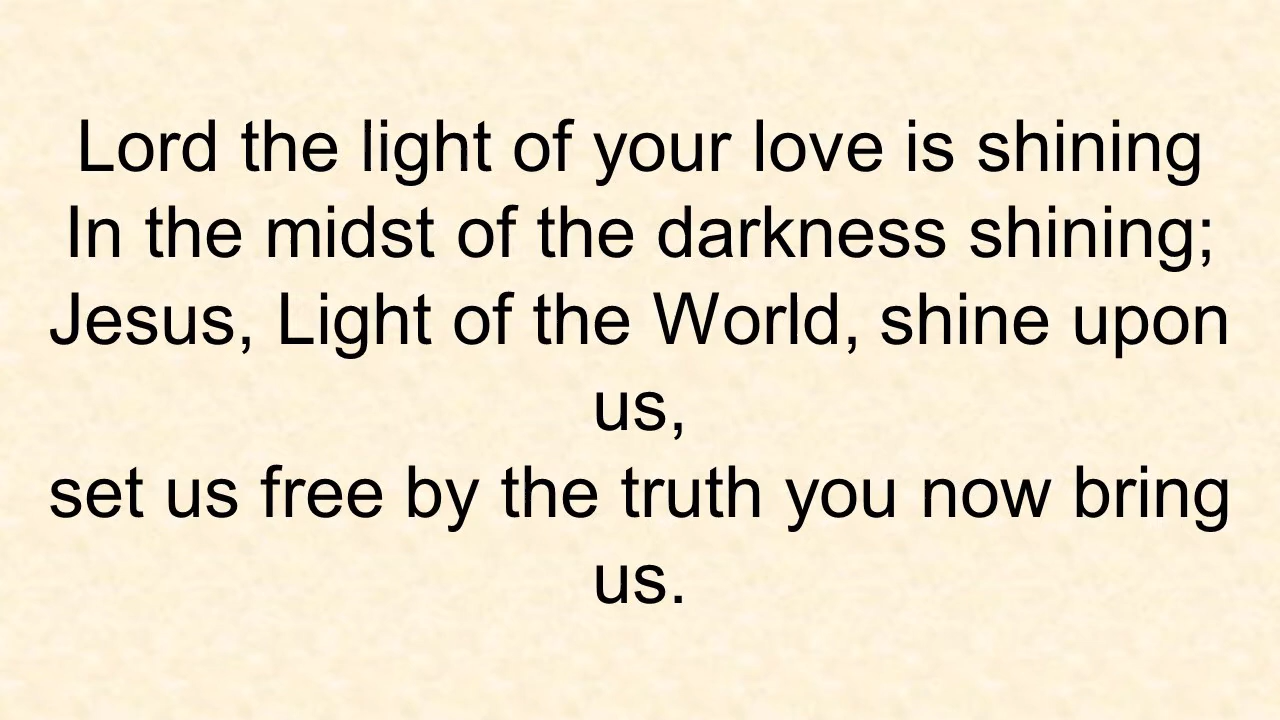 Lord the light of your love is shining
In the midst of the darkness shining;
Jesus, Light of the World, shine upon
us,
set us free by the truth you now bring
us.